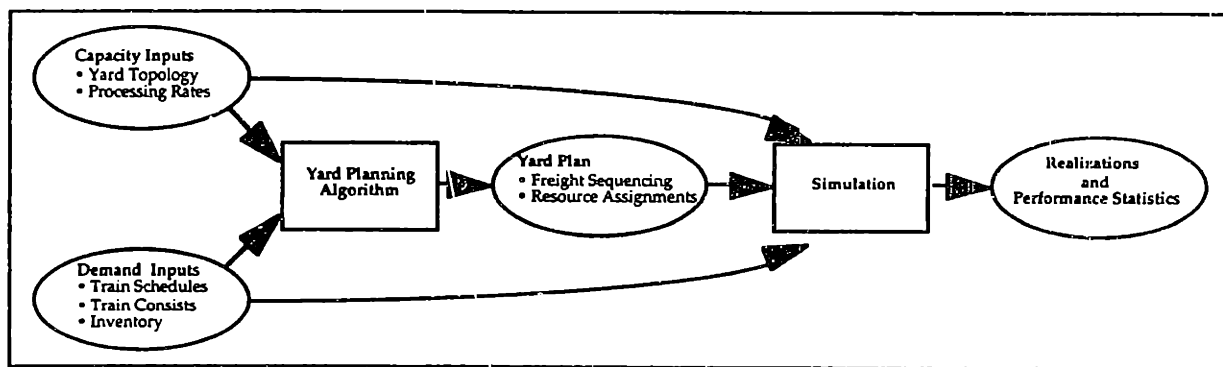 Capacity Inputs
• Yard Topology
• Processing Rates
Yard Planning
Algorithm
Yard Plan
• Freight Sequencing
• Resource Assignments
Simulation
Realizations
and
Performance Statistics
Demand Inputs
• Train Schedules
• Train Consists
• Inventory